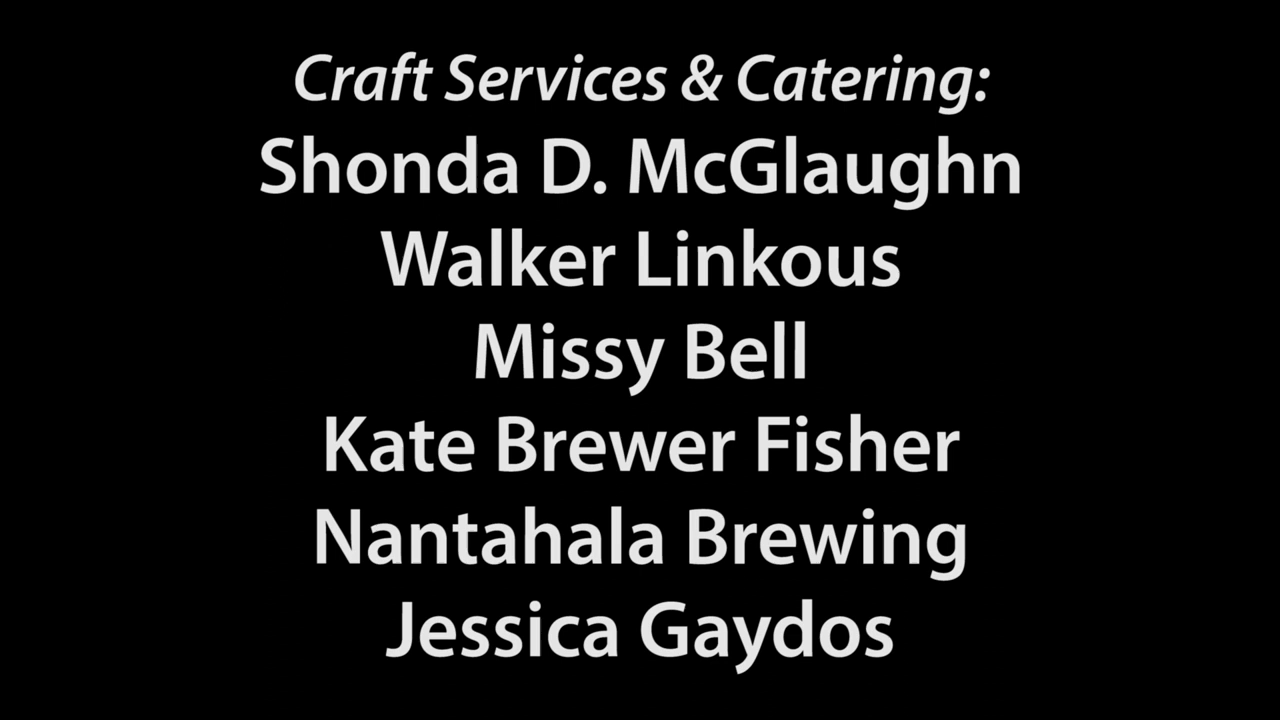 Craft Services & Catering:
Shonda D. McGlaughn
Walker Linkous
Missy Bell
Kate Brewer Fisher
Nantahala Brewing
Jessica Gaydos